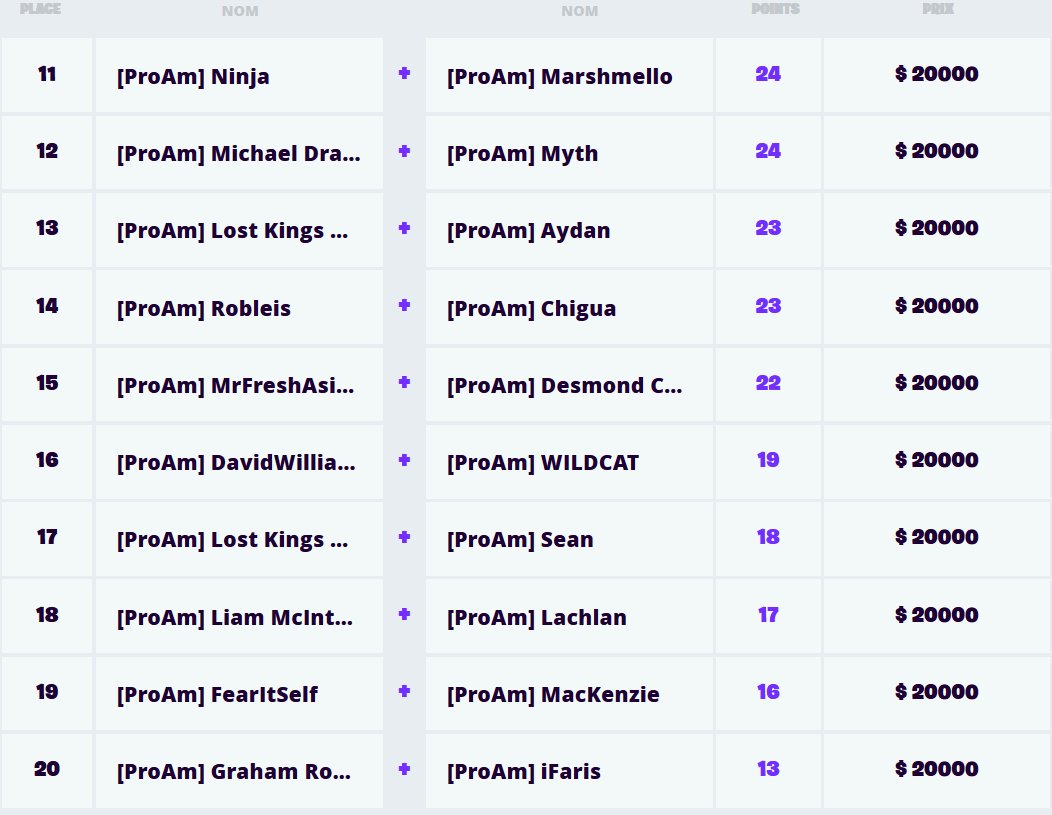 PLACE NOM NOM POINTS PRIX
11 [ProAm] Ninja + [ProAm] Marshmello 24 $ 20000
12 [ProAm] Michael Dra... + [ProAm] Myth 24 $ 20000
13 [ProAm] Lost Kings ... + [ProAm] Aydan 23 $ 20000
14 [ProAm] Robleis + [ProAm] Chigua 23 $ 20000
15 [ProAm] MrFreshAsi... + [ProAm] Desmond C... 22 $ 20000
16 [ProAm] DavidWillia... + [ProAm] WILDCAT 19 $ 20000
17 [ProAm] Lost Kings ... + [ProAm] Sean 18 $ 20000
18 [ProAm] Liam McInt... + [ProAm] Lachlan 17 $ 20000
19 [ProAm] FearItSelf + [ProAm] MacKenzie 16 $ 20000
20 [ProAm] Graham Ro... + [ProAm] iFaris 13 $ 20000